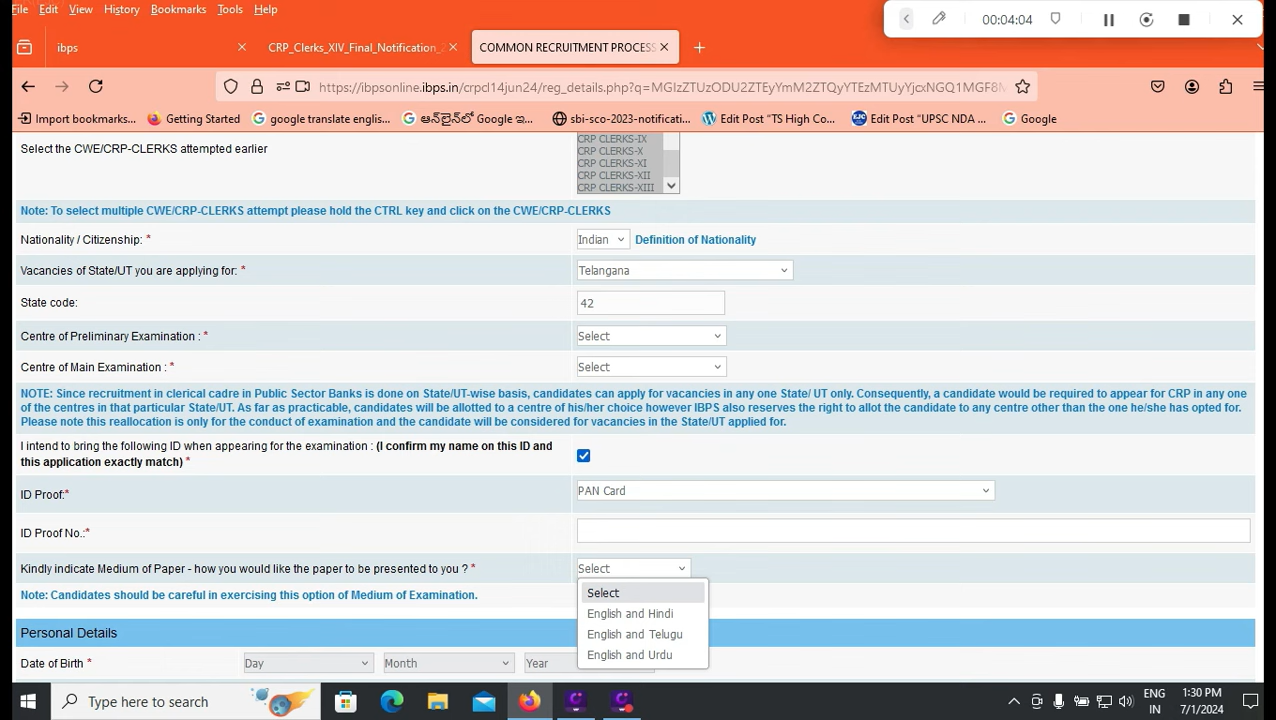 File Edit View History Bookmarks Tools Help
00:04:04
ibps
CRP_Clerks_XIV_Final_Notification_
COMMON RECRUITMENT PROCESS
https://ibpsonline.ibps.in/crpcl14jun24/reg_details.php?q=MGIzZTUzODU2ZTEyYmM2ZTQyYTEzMTUyYjcxNGQ1MGF8M
Import bookmarks... Getting Started google translate englis... ఆన్‌లైన్‌లో Google ఇ... sbi-sco-2023-notificati... Edit Post “TS High Co... Edit Post “UPSC NDA ... Google
CRP CLERKS-IX
Select the CWE/CRP-CLERKS attempted earlier
CRP CLERKS-X
CRP CLERKS-XI
CRP CLERKS-XII
CRP CLERKS-XIII
Note: To select multiple CWE/CRP-CLERKS attempt please hold the CTRL key and click on the CWE/CRP-CLERKS
Nationality / Citizenship: * Indian Definition of Nationality
Vacancies of State/UT you are applying for: * Telangana
State code: 42
Centre of Preliminary Examination : * Select
Centre of Main Examination : * Select
NOTE: Since recruitment in clerical cadre in Public Sector Banks is done on State/UT-wise basis, candidates can apply for vacancies in any one State/ UT only. Consequently, a candidate would be required to appear for CRP in any one
of the centres in that particular State/UT. As far as practicable, candidates will be allotted to a centre of his/her choice however IBPS also reserves the right to allot the candidate to any centre other than the one he/she has opted for.
Please note this reallocation is only for the conduct of examination and the candidate will be considered for vacancies in the State/UT applied for.
I intend to bring the following ID when appearing for the examination : (I confirm my name on this ID and
this application exactly match) *
ID Proof:* PAN Card
ID Proof No.:*
Kindly indicate Medium of Paper - how you would like the paper to be presented to you ? * Select
Select
Note: Candidates should be careful in exercising this option of Medium of Examination.
English and Hindi
English and Telugu
English and Urdu
Personal Details
Date of Birth * Day Month Year
Type here to search
ENG
IN
1:30 PM
7/1/2024